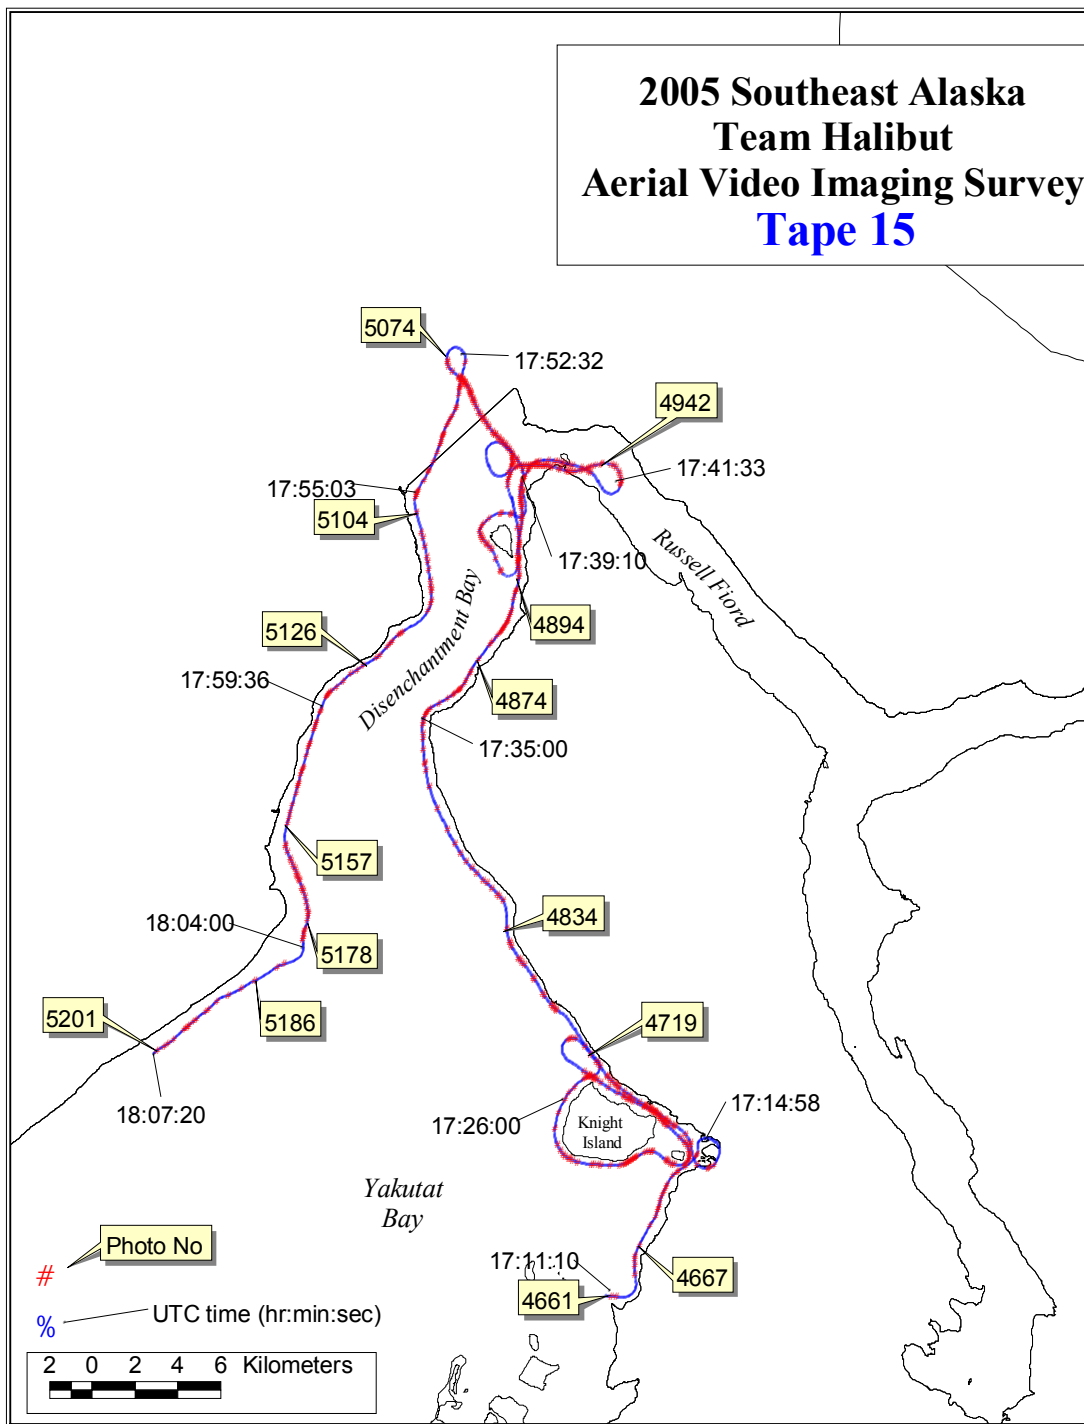 2005 Southeast Alaska
Team Halibut
Aerial Video Imaging Survey
Tape 15
5074
17:52:32
4942
17:41:33
17:55:03
5104
Russell Fiord
17:39:10
Disenchantment Bay
4894
5126
17:59:36
4874
17:35:00
5157
4834
18:04:00
5178
5186
5201
4719
18:07:20
17:26:00
Knight
Island
17:14:58
Yakutat
Bay
Photo No
#
17:11:10
4667
4661
UTC time (hr:min:sec)
%
2 0 2 4 6 Kilometers